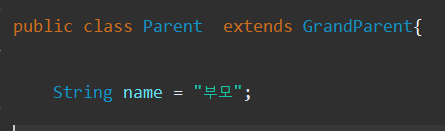 public class Parent  extends GrandParent{
String name = "부모";